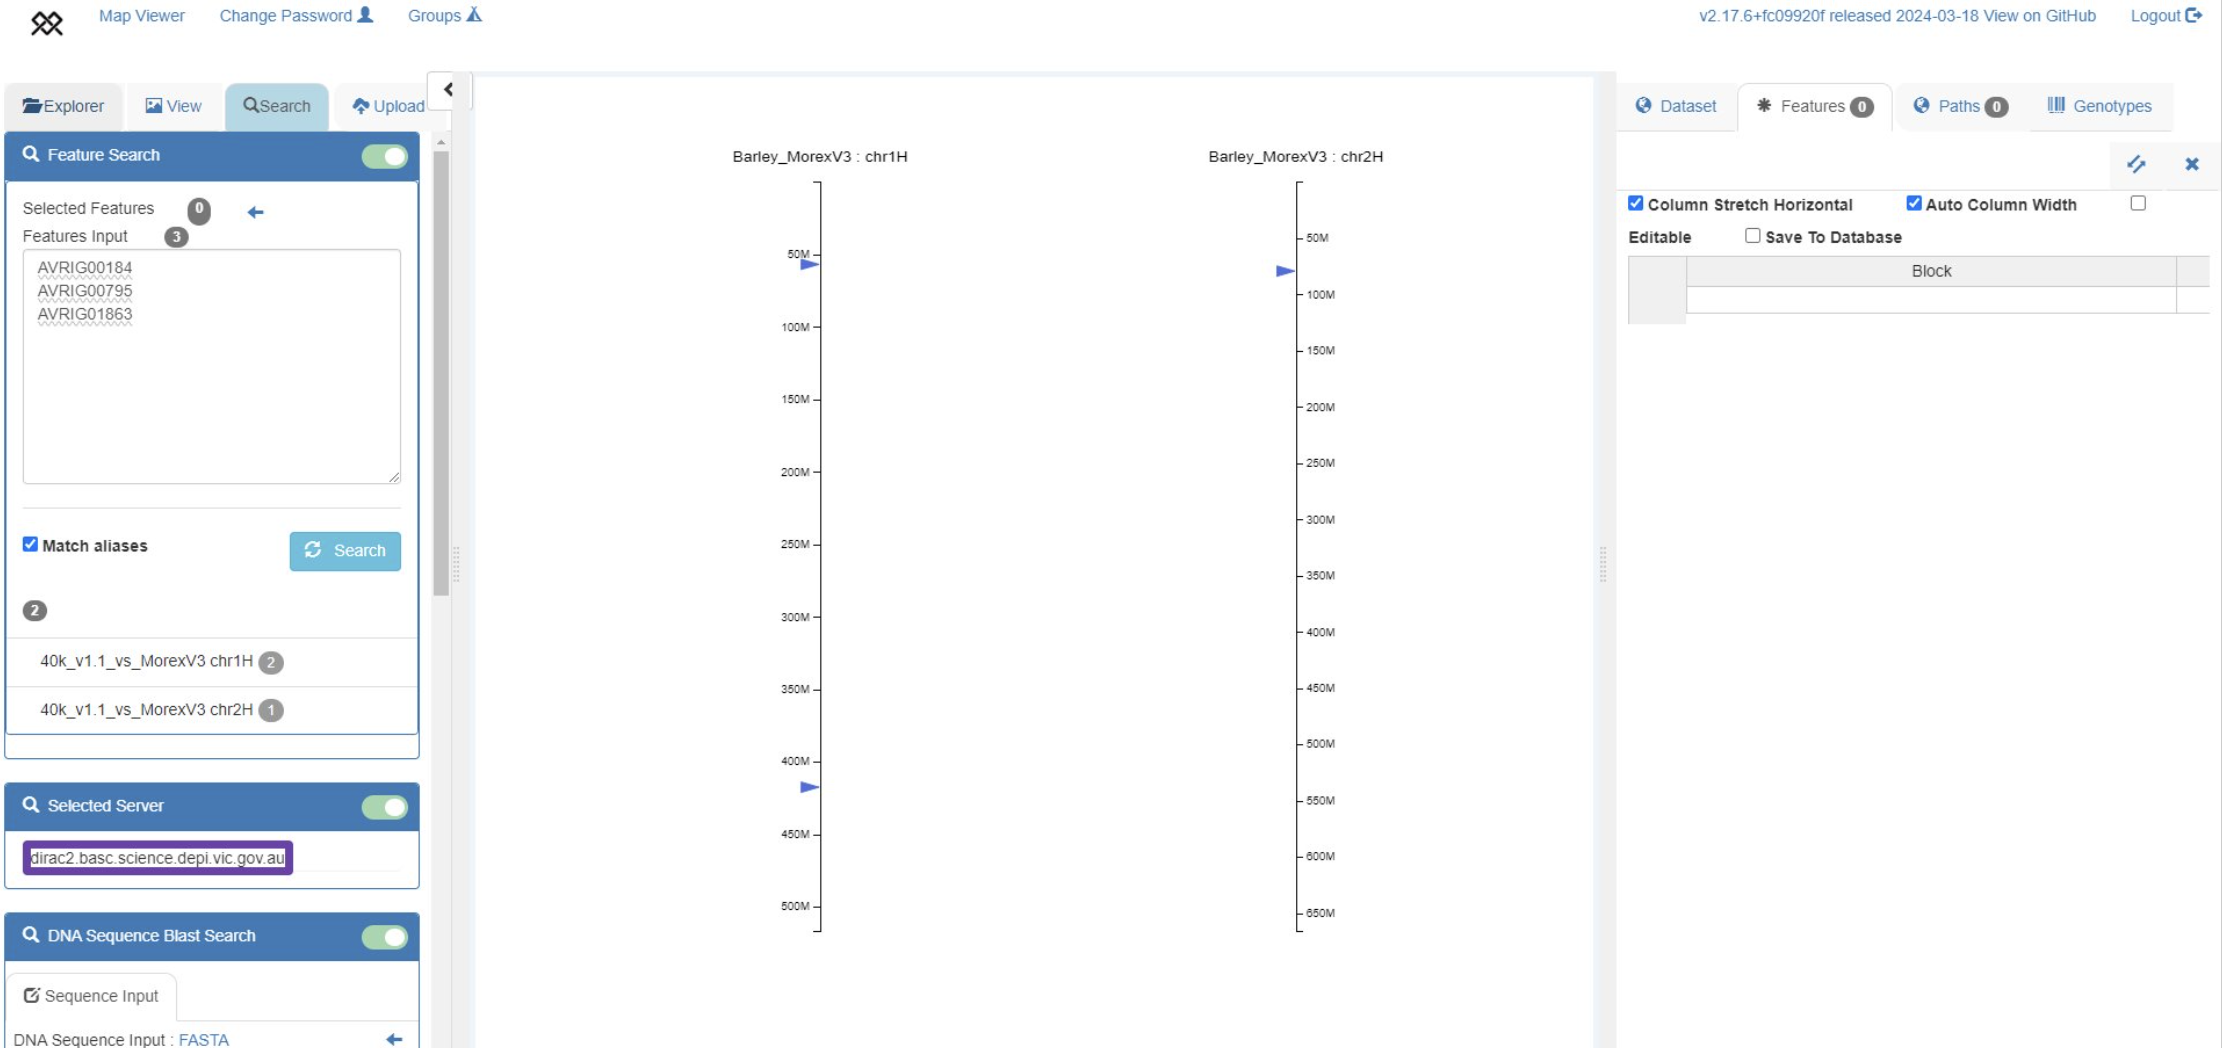 Map Viewer Change Password Groups v2.17.6+fc09920f released 2024-03-18 View on GitHub Logout
Explorer View Search Upload
Feature Search
Selected Features 0
Features Input 3
AVRIG00184
AVRIG00795
AVRIG01863
Match aliases Search
2
40k_v1.1_vs_MorexV3 chr1H 2
40k_v1.1_vs_MorexV3 chr2H 1
Selected Server
dirac2.basc.science.depi.vic.gov.au
DNA Sequence Blast Search
Sequence Input
DNA Sequence Input : FASTA
Barley_MorexV3 : chr1H
50M
100M
150M
200M
250M
300M
350M
400M
450M
500M
Barley_MorexV3 : chr2H
50M
100M
150M
200M
250M
300M
350M
400M
450M
500M
550M
600M
650M
Dataset Features 0 Paths 0 Genotypes
Column Stretch Horizontal Auto Column Width
Editable Save To Database
Block